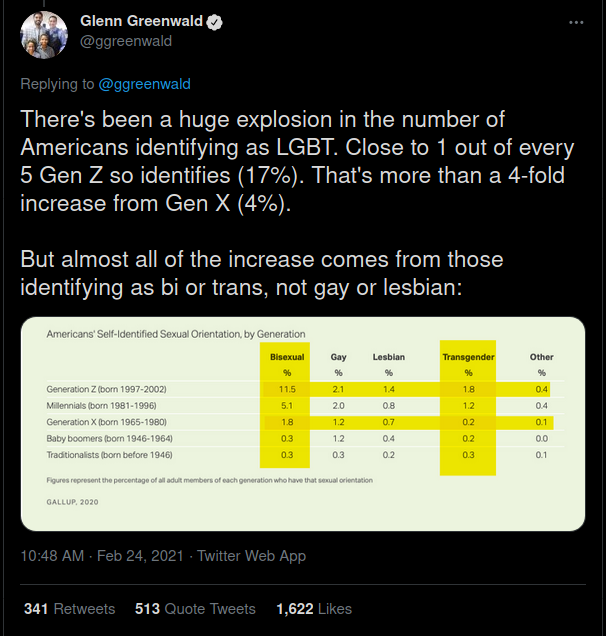 Glenn Greenwald
@ggreenwald
Replying to @ggreenwald
There's been a huge explosion in the number of
Americans identifying as LGBT. Close to 1 out of every
5 Gen Z so identifies (17%). That's more than a 4-fold
increase from Gen X (4%).
But almost all of the increase comes from those
identifying as bi or trans, not gay or lesbian:
Americans' Self-Identified Sexual Orientation, by Generation
Bisexual Gay Lesbian Transgender Other
% % % % %
Generation Z (born 1997-2002) 11.5 2.1 1.4 1.8 0.4
Millennials (born 1981-1996) 5.1 2.0 0.8 1.2 0.4
Generation X (born 1965-1980) 1.8 1.2 0.7 0.2 0.1
Baby boomers (born 1946-1964) 0.3 1.2 0.4 0.2 0.0
Traditionalists (born before 1946) 0.3 0.3 0.2 0.3 0.1
Figures represent the percentage of all adult members of each generation who have that sexual orientation
GALLUP, 2020
10:48 AM · Feb 24, 2021 · Twitter Web App
341 Retweets 513 Quote Tweets 1,622 Likes